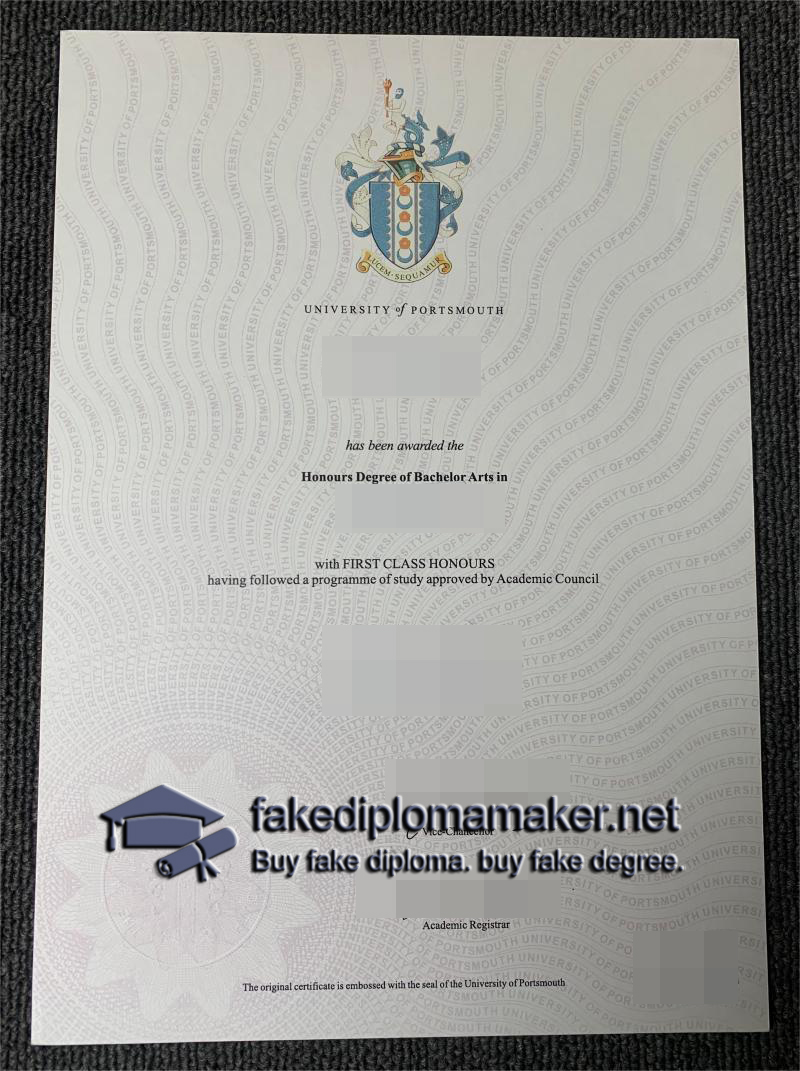 LUCEM·SEQUAMUR
UNIVERSITY of PORTSMOUTH
has been awarded the
Honours Degree of Bachelor Arts in
with FIRST CLASS HONOURS
having followed a programme of study approved by Academic Council
fakediplomamaker.net
Vice-Chancellor
Buy fake diploma. buy fake degree.
Academic Registrar
The original certificate is embossed with the seal of the University of Portsmouth